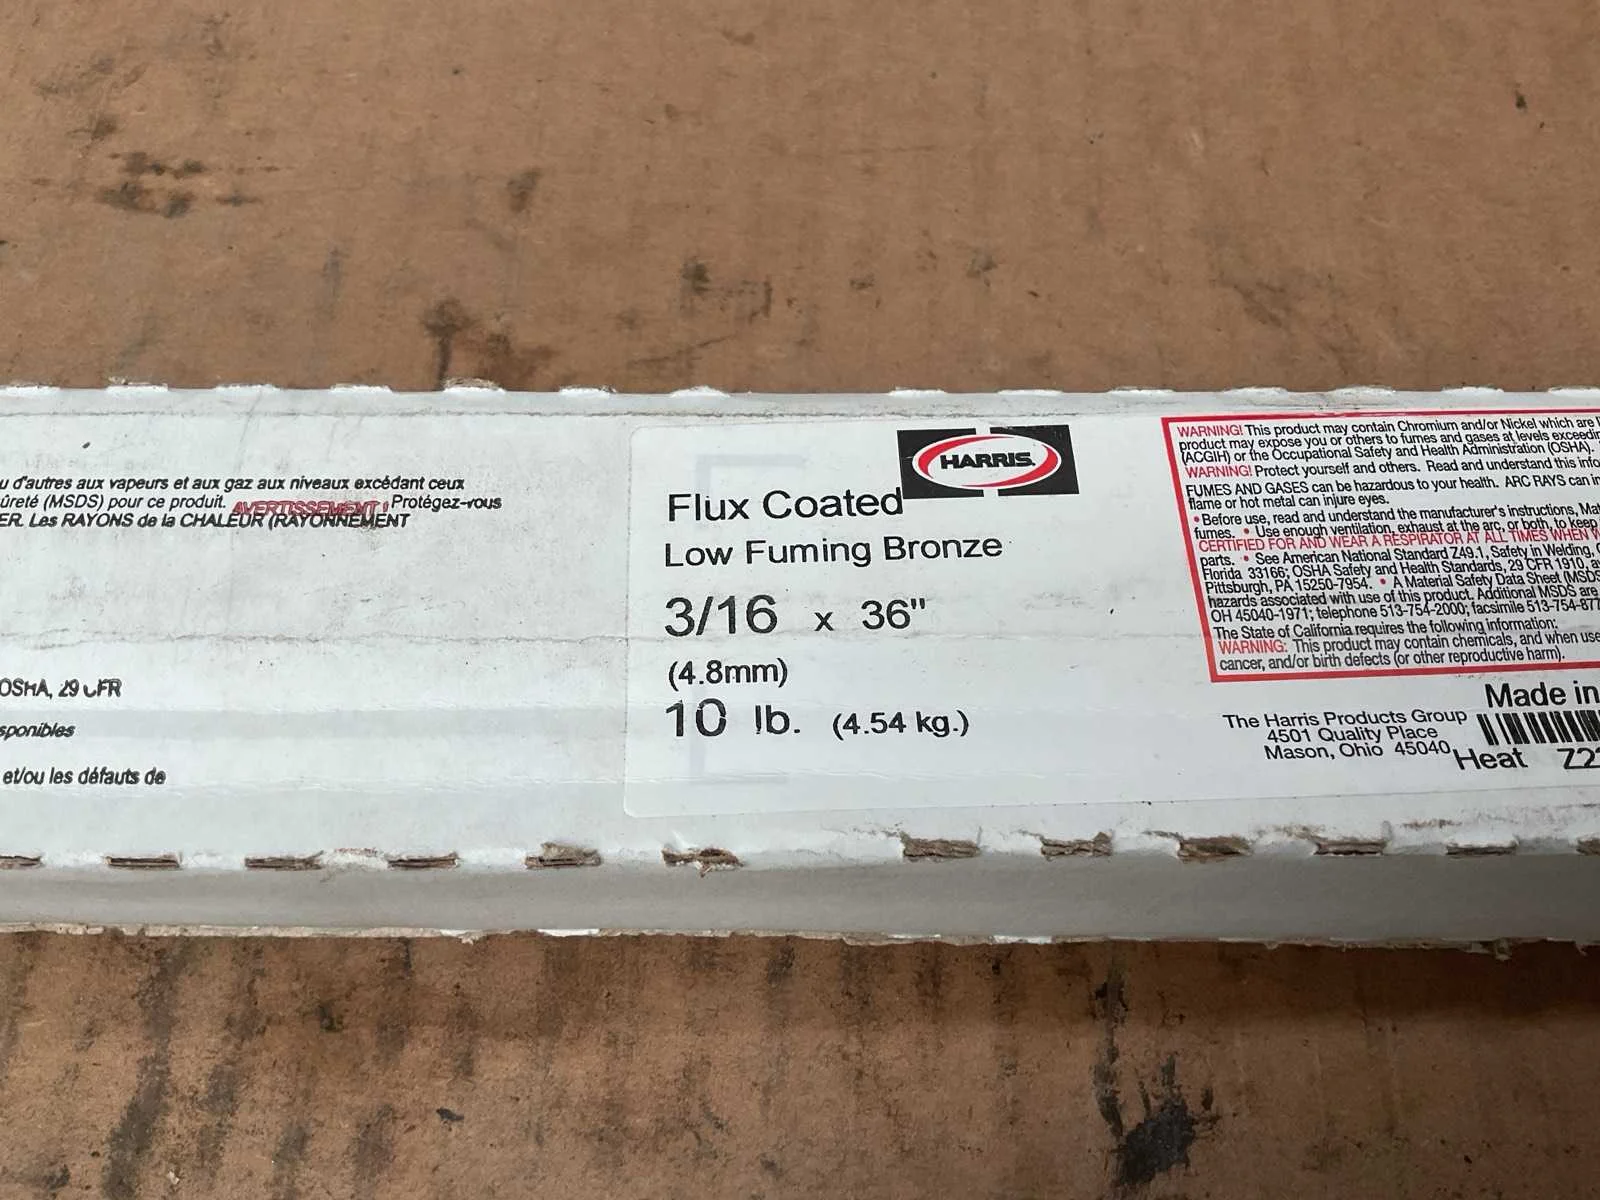 u d'autres aux vapeurs et aux gaz aux niveaux excédant ceux
ûreté (MSDS) pour ce produit. AVERTISSEMENT ! Protégez-vous
ER. Les RAYONS de la CHALEUR (RAYONNEMENT
OSHA, 29 CFR
sponibles
et/ou les défauts de
HARRIS.
Flux Coated
Low Fuming Bronze
3/16 x 36"
(4.8mm)
10 lb. (4.54 kg.)
WARNING! This product may contain Chromium and/or Nickel which are
product may expose you or others to fumes and gases at levels exceedin
(ACGIH) or the Occupational Safety and Health Administration (OSHA).
WARNING! Protect yourself and others. Read and understand this info
FUMES AND GASES can be hazardous to your health. ARC RAYS can in
flame or hot metal can injure eyes.
• Before use, read and understand the manufacturer's instructions, Mat
fumes. • Use enough ventilation, exhaust at the arc, or both, to keep
CERTIFIED FOR AND WEAR A RESPIRATOR AT ALL TIMES WHEN W
parts. • See American National Standard Z49.1, Safety in Welding,
Florida 33166; OSHA Safety and Health Standards, 29 CFR 1910, a
Pittsburgh, PA 15250-7954. • A Material Safety Data Sheet (MSDS
hazards associated with use of this product. Additional MSDS are
OH 45040-1971; telephone 513-754-2000; facsimile 513-754-877
The State of California requires the following information:
WARNING: This product may contain chemicals, and when use
cancer, and/or birth defects (or other reproductive harm).
Made in
The Harris Products Group
4501 Quality Place
Mason, Ohio 45040
Heat Z2